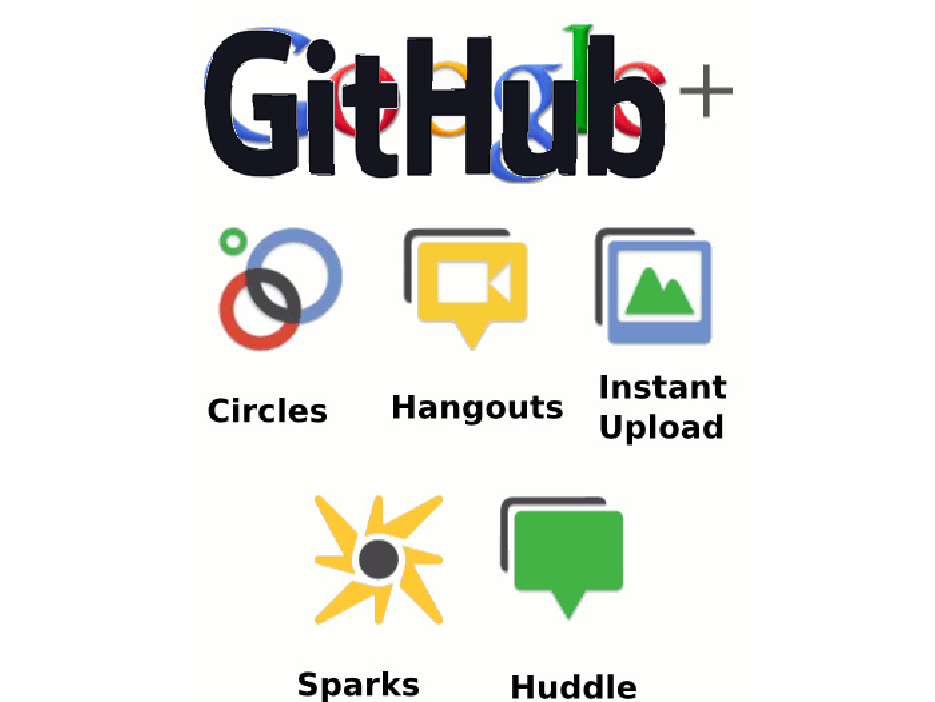 GitHub +
Circles
Hangouts
Instant
Upload
Sparks
Huddle